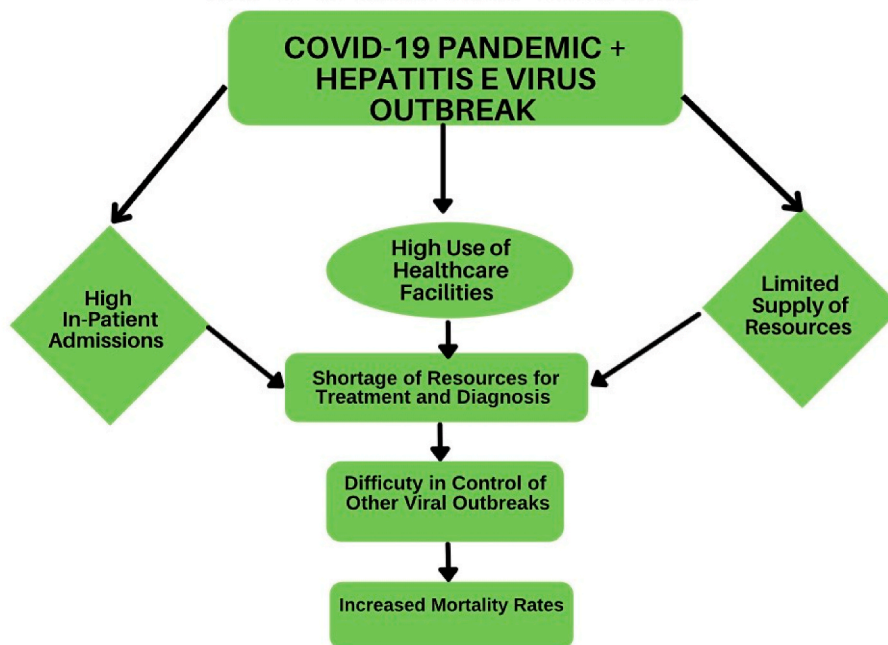 COVID-19 PANDEMIC +
HEPATITIS E VIRUS
OUTBREAK
High
In-Patient
Admissions
High Use of
Healthcare
Facilities
Limited
Supply of
Resources
Shortage of Resources for
Treatment and Diagnosis
Difficuty in Control of
Other Viral Outbreaks
Increased Mortality Rates